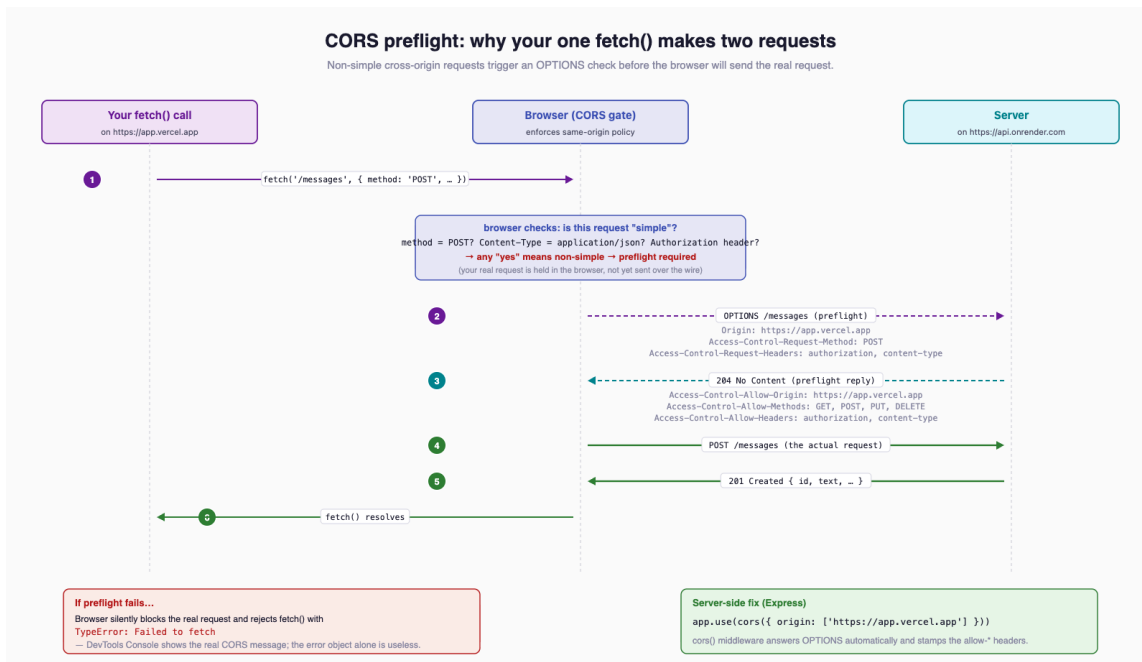 CORS preflight: why your one fetch() makes two requests
Non-simple cross-origin requests trigger an OPTIONS check before the browser will send the real request.
Your fetch() call
on https://app.vercel.app
Browser (CORS gate)
enforces same-origin policy
Server
on https://api.onrender.com
1
fetch('/messages', { method: 'POST', … })
browser checks: is this request "simple"?
method = POST? Content-Type = application/json? Authorization header?
→ any "yes" means non-simple → preflight required
(your real request is held in the browser, not yet sent over the wire)
2
OPTIONS /messages (preflight)
Origin: https://app.vercel.app
Access-Control-Request-Method: POST
Access-Control-Request-Headers: authorization, content-type
3
204 No Content (preflight reply)
Access-Control-Allow-Origin: https://app.vercel.app
Access-Control-Allow-Methods: GET, POST, PUT, DELETE
Access-Control-Allow-Headers: authorization, content-type
4
POST /messages (the actual request)
5
201 Created { id, text, … }
6
fetch() resolves
If preflight fails…
Browser silently blocks the real request and rejects fetch() with
TypeError: Failed to fetch
— DevTools Console shows the real CORS message; the error object alone is useless.
Server-side fix (Express)
app.use(cors({ origin: ['https://app.vercel.app'] }))
cors() middleware answers OPTIONS automatically and stamps the allow-* headers.